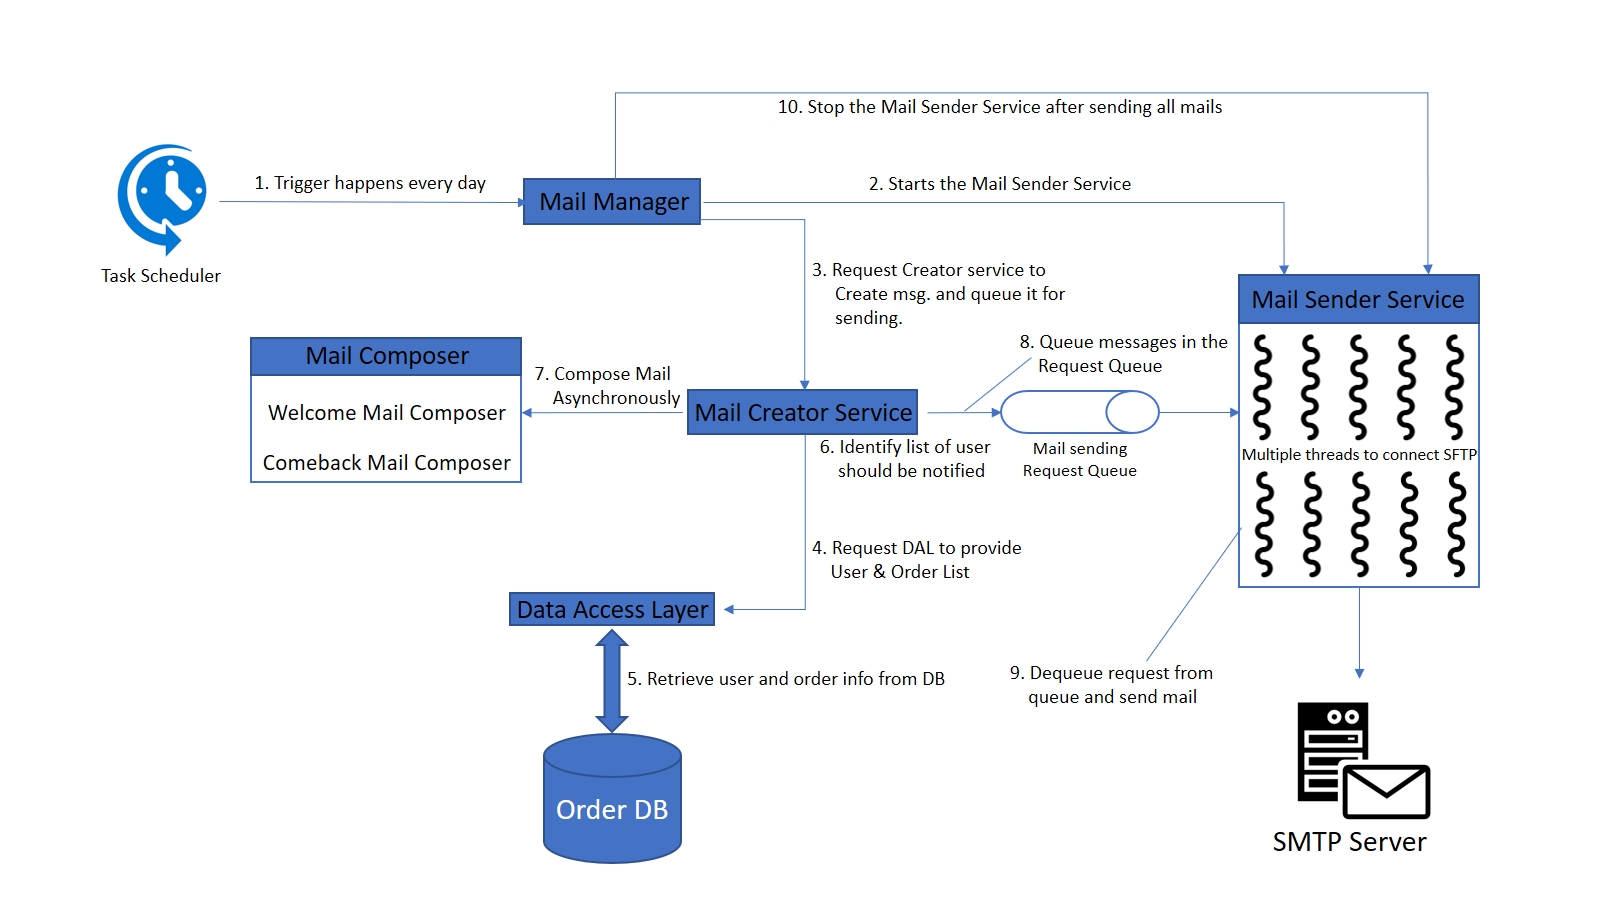 10. Stop the Mail Sender Service after sending all mails
1. Trigger happens every day
Mail Manager
2. Starts the Mail Sender Service
Task Scheduler
3. Request Creator service to
Create msg. and queue it for
sending.
Mail Sender Service
Mail Composer
Welcome Mail Composer
Comeback Mail Composer
7. Compose Mail
Asynchronously
Mail Creator Service
8. Queue messages in the
Request Queue
Mail sending
Request Queue
6. Identify list of user
should be notified
Multiple threads to connect SFTP
4. Request DAL to provide
User & Order List
Data Access Layer
5. Retrieve user and order info from DB
9. Dequeue request from
queue and send mail
Order DB
SMTP Server